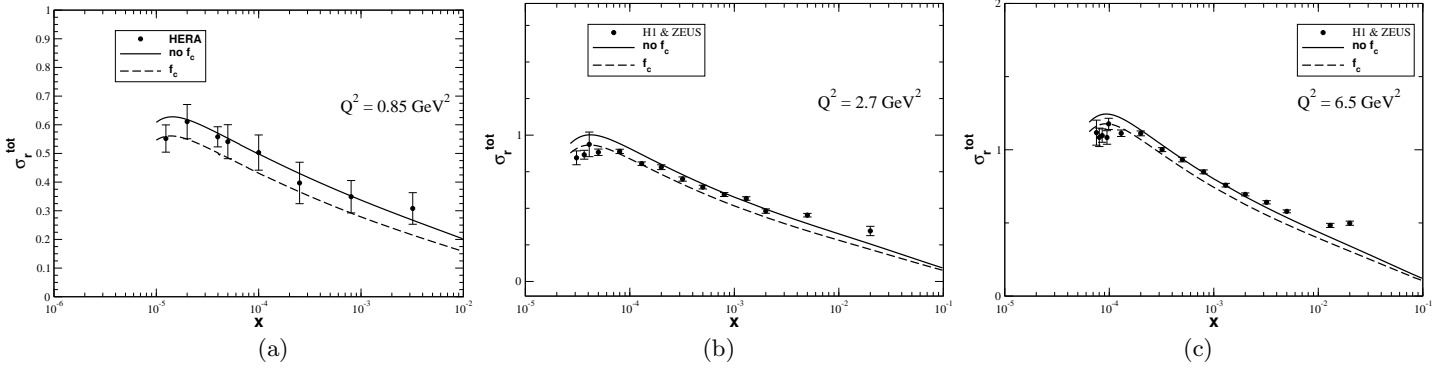 1
0.9
0.8
0.7
0.6
0.5
0.4
0.3
0.2
0.1
0
σ_r^tot
HERA
no f_c
f_c
Q^2 = 0.85 GeV^2
10^-6 10^-5 10^-4 10^-3 10^-2
x
(a)
1
0
σ_r^tot
H1 & ZEUS
no f_c
f_c
Q^2 = 2.7 GeV^2
10^-5 10^-4 10^-3 10^-2 10^-1
x
(b)
2
1
0
σ_r^tot
H1 & ZEUS
no f_c
f_c
Q^2 = 6.5 GeV^2
10^-5 10^-4 10^-3 10^-2 10^-1
x
(c)